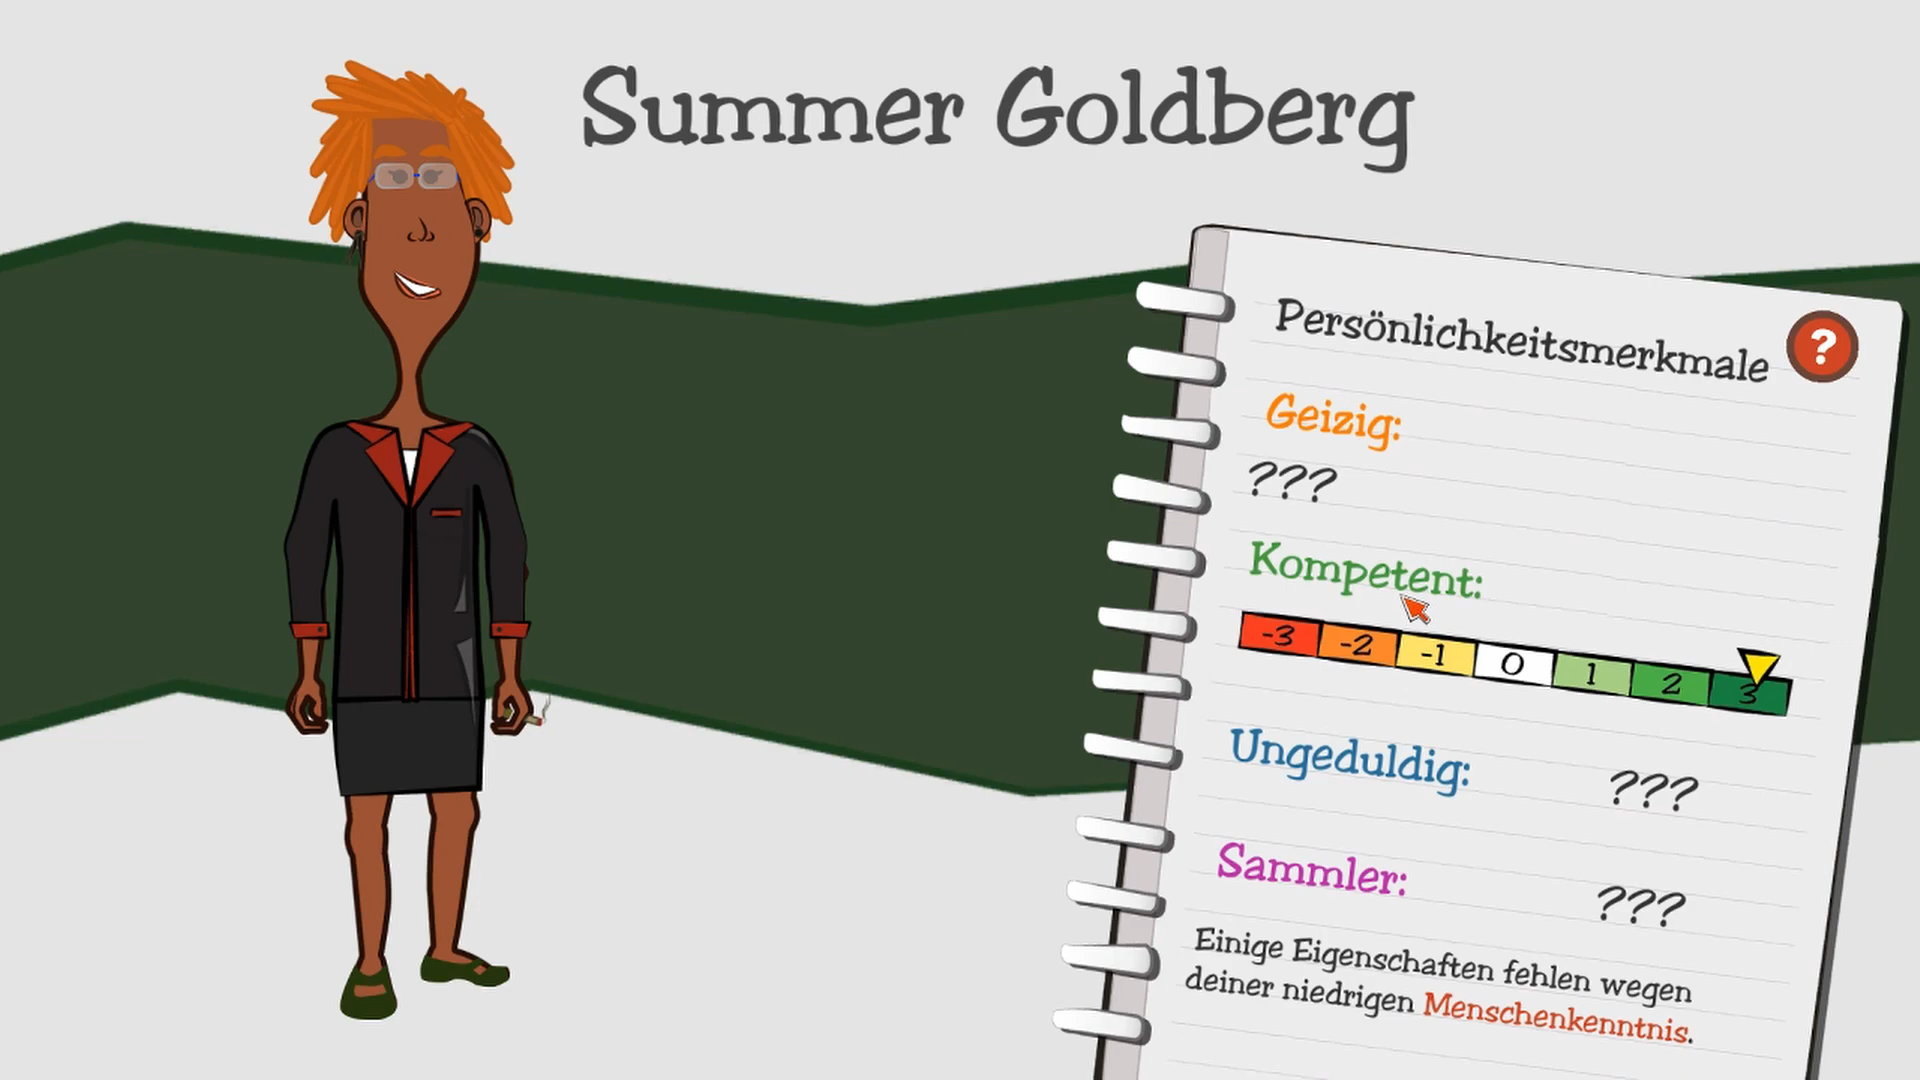 Summer Goldberg
Persönlichkeitsmerkmale ?
Geizig:
???
Kompetent:
-3 -2 -1 0 1 2 3
Ungeduldig: ???
Sammler: ???
Einige Eigenschaften fehlen wegen
deiner niedrigen Menschenkenntnis.